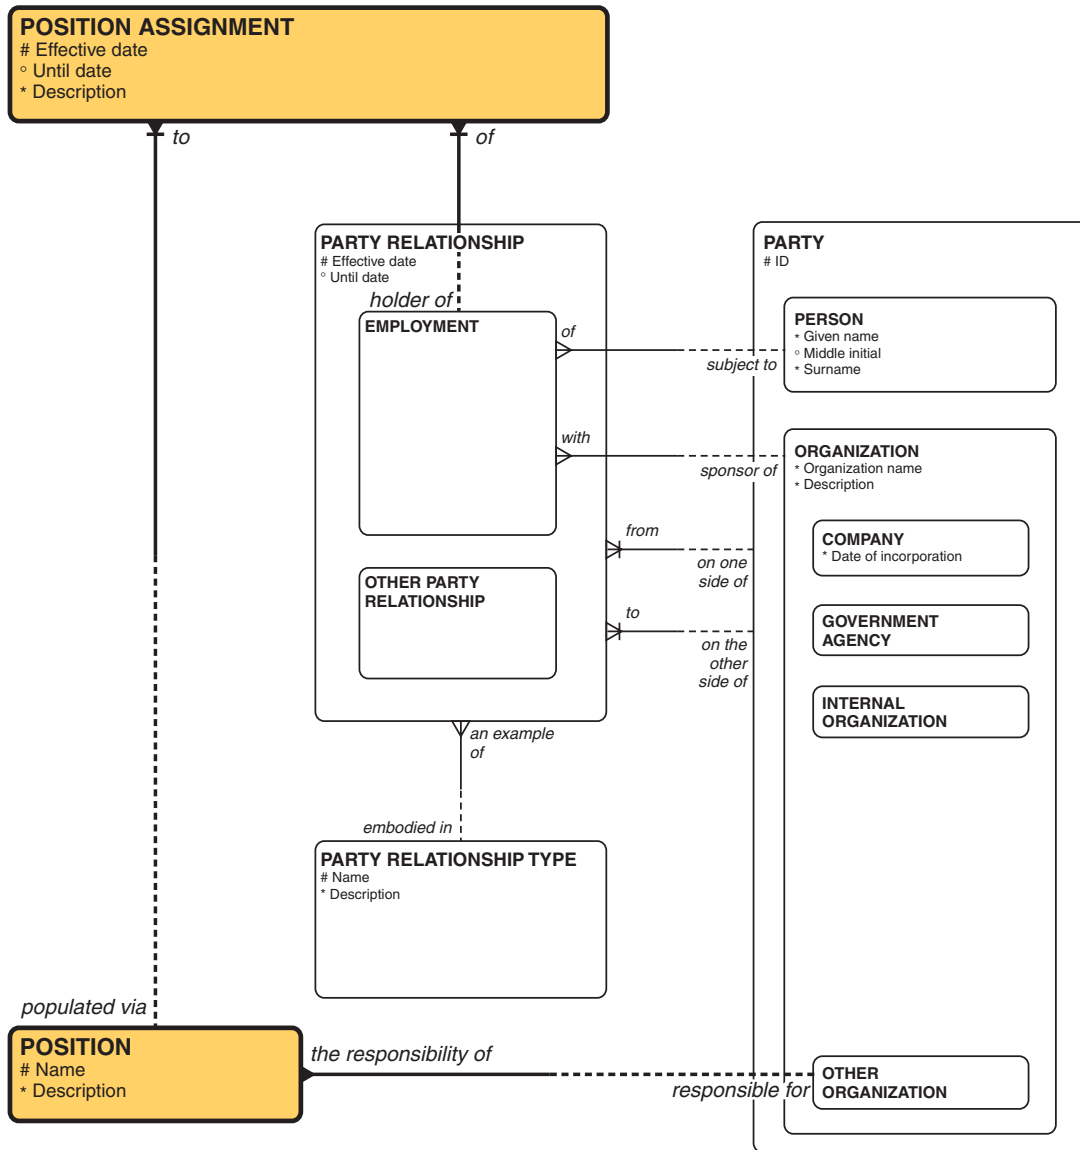 POSITION ASSIGNMENT
# Effective date
° Until date
* Description
to
of
PARTY RELATIONSHIP
# Effective date
° Until date
holder of
EMPLOYMENT
of
subject to
with
sponsor of
from
on one
side of
OTHER PARTY
RELATIONSHIP
to
on the
other
side of
an example
of
embodied in
PARTY RELATIONSHIP TYPE
# Name
* Description
PARTY
# ID
PERSON
* Given name
° Middle initial
* Surname
ORGANIZATION
* Organization name
* Description
COMPANY
* Date of incorporation
GOVERNMENT
AGENCY
INTERNAL
ORGANIZATION
populated via
POSITION
# Name
* Description
the responsibility of
responsible for
OTHER
ORGANIZATION